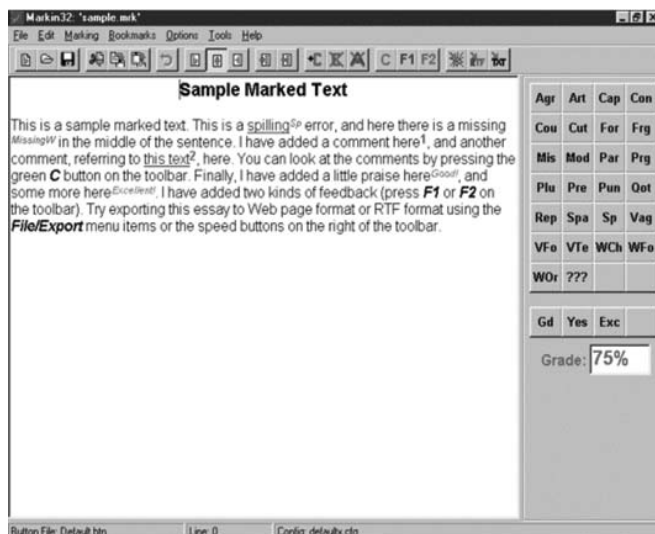 Markin32: 'sample.mrk'
File Edit Marking Bookmarks Options Tools Help
C F1 F2
Sample Marked Text
This is a sample marked text. This is a spilling Sp error, and here there is a missing
MissingW in the middle of the sentence. I have added a comment here1, and another
comment, referring to this text2, here. You can look at the comments by pressing the
green C button on the toolbar. Finally, I have added a little praise here Good!, and
some more here Excellent!. I have added two kinds of feedback (press F1 or F2 on
the toolbar). Try exporting this essay to Web page format or RTF format using the
File/Export menu items or the speed buttons on the right of the toolbar.
Agr Art Cap Con
Cou Cut For Frg
Mis Mod Par Prg
Plu Pre Pun Qot
Rep Spa Sp Vag
VFo VTe WCh WFo
WOr ???
Gd Yes Exc
Grade: 75%
Button File: Default.btn Line: 0 Config: defaulty.cfg